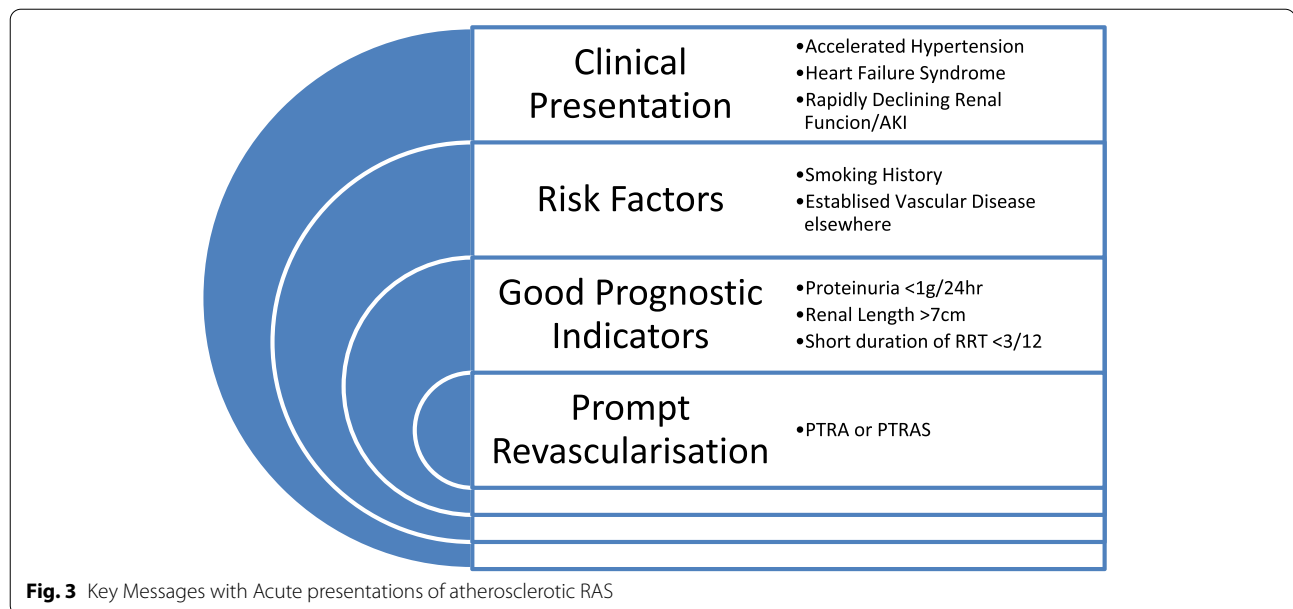 Clinical
Presentation
•Accelerated Hypertension
•Heart Failure Syndrome
•Rapidly Declining Renal
Funcion/AKI
Risk Factors
•Smoking History
•Establised Vascular Disease
elsewhere
Good Prognostic
Indicators
•Proteinuria <1g/24hr
•Renal Length >7cm
•Short duration of RRT <3/12
Prompt
Revascularisation
•PTRA or PTRAS
Fig. 3 Key Messages with Acute presentations of atherosclerotic RAS